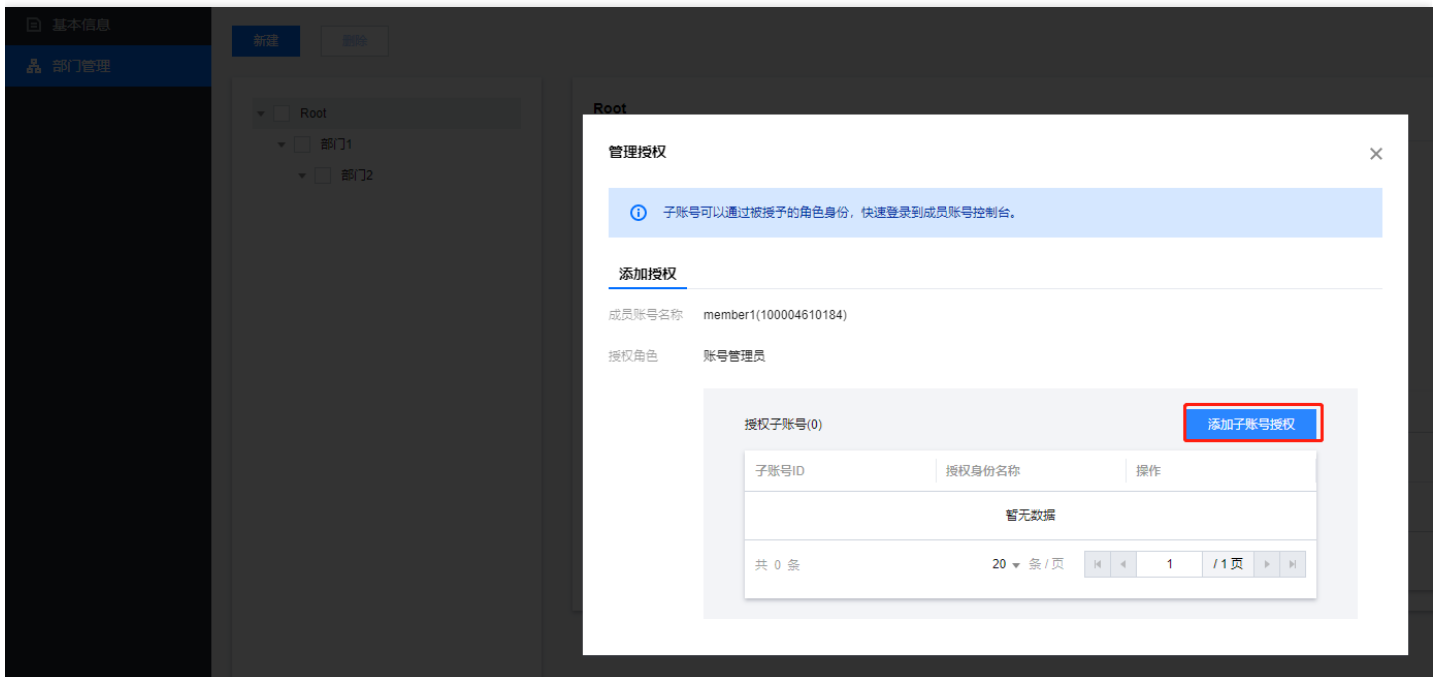 基本信息
部门管理
新建
删除
Root
部门1
部门2
Root
管理授权
子账号可以通过被授予的角色身份，快速登录到成员账号控制台。
添加授权
成员账号名称 member1(100004610184)
授权角色 账号管理员
授权子账号(0) 添加子账号授权
子账号ID 授权身份名称 操作
暂无数据
共 0 条 20 条 / 页 1 / 1 页